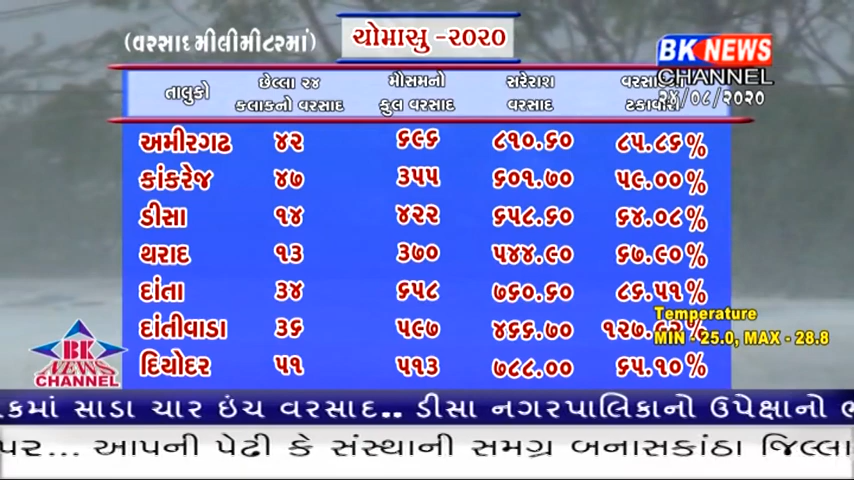 (વરસાદ મીલીમીટરમાં) ચોમાસુ -૨૦૨૦
BK NEWS
CHANNEL
૨૪/૦૮/૨૦૨૦
તાલુકો છેલ્લા ૨૪ કલાકનો વરસાદ મોસમનો કુલ વરસાદ સરેરાશ વરસાદ
અમીરગઢ ૪૨ ૬૯૬ ૮૧૦.૬૦ ૮૫.૮૬%
કાંકરેજ ૪૭ ૩૫૫ ૬૦૧.૭૦ ૫૯.૦૦%
ડીસા ૧૪ ૪૨૨ ૬૫૮.૬૦ ૬૪.૦૮%
થરાદ ૧૩ ૩૭૦ ૫૪૪.૯૦ ૬૭.૯૦%
દાંતા ૩૪ ૬૫૮ ૭૬૦.૬૦ ૮૬.૫૧%
Temperature
દાંતીવાડા ૩૬ ૫૯૭ ૪૬૬.૭૦
MIN - 25.0, MAX - 28.8
દિયોદર ૫૧ ૫૧૩ ૭૮૮.૦૦ ૬૫.૧૦%
BK
NEWS
CHANNEL
કમાં સાડા ચાર ઇંચ વરસાદ.. ડીસા નગરપાલિકાનો ઉપેક્ષાનો
પર... આપની પેઢી કે સંસ્થાની સમગ્ર બનાસકાંઠા જિલ્લા